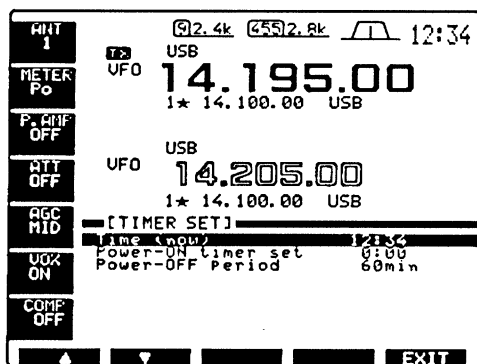 ANT
1
METER
Po
P.AMP
OFF
ATT
OFF
AGC
MID
VOX
ON
COMP
OFF
9 2.4k 455 2.8k 12:34
TX USB
VFO 14.195.00
1★ 14.100.00 USB
USB
VFO 14.205.00
1★ 14.100.00 USB
[TIMER SET]
Time (now) 12:34
Power-ON timer set 0:00
Power-OFF Period 60min
▲ ▼ EXIT